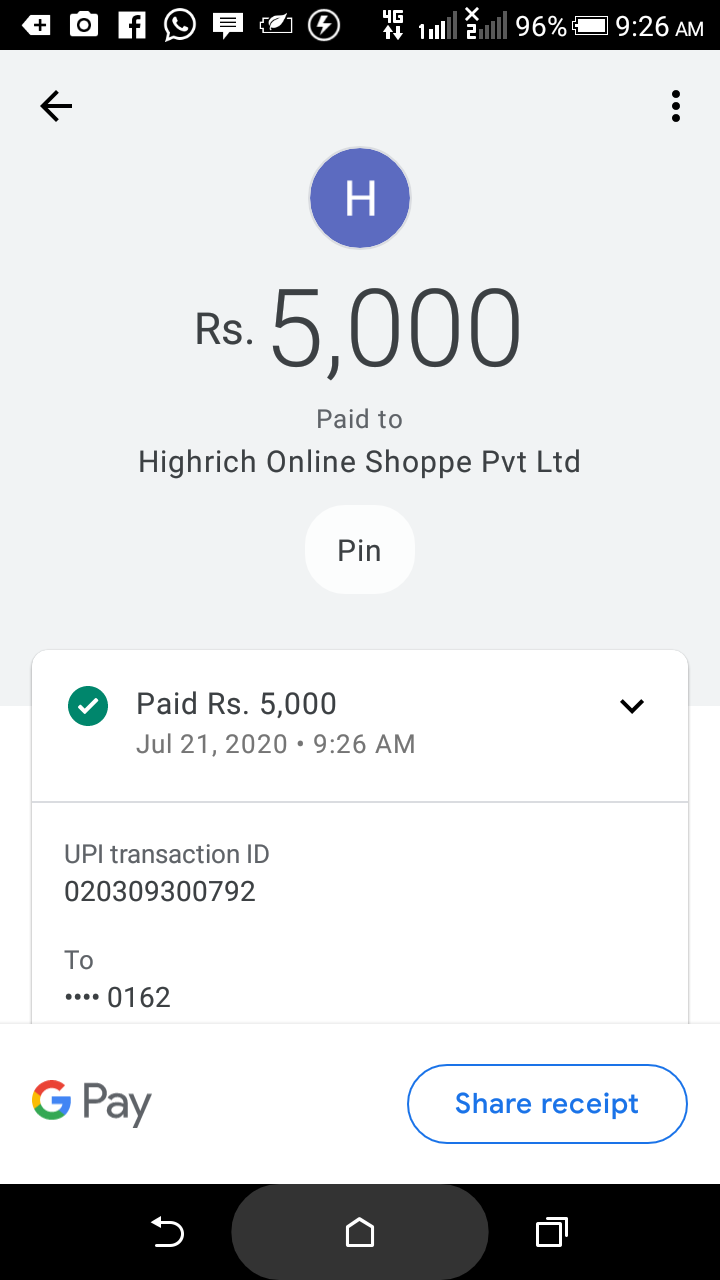 4G 1 x 2 96% 9:26 AM
H
Rs. 5,000
Paid to
Highrich Online Shoppe Pvt Ltd
Pin
Paid Rs. 5,000
Jul 21, 2020 • 9:26 AM
UPI transaction ID
020309300792
To
•••• 0162
G Pay
Share receipt